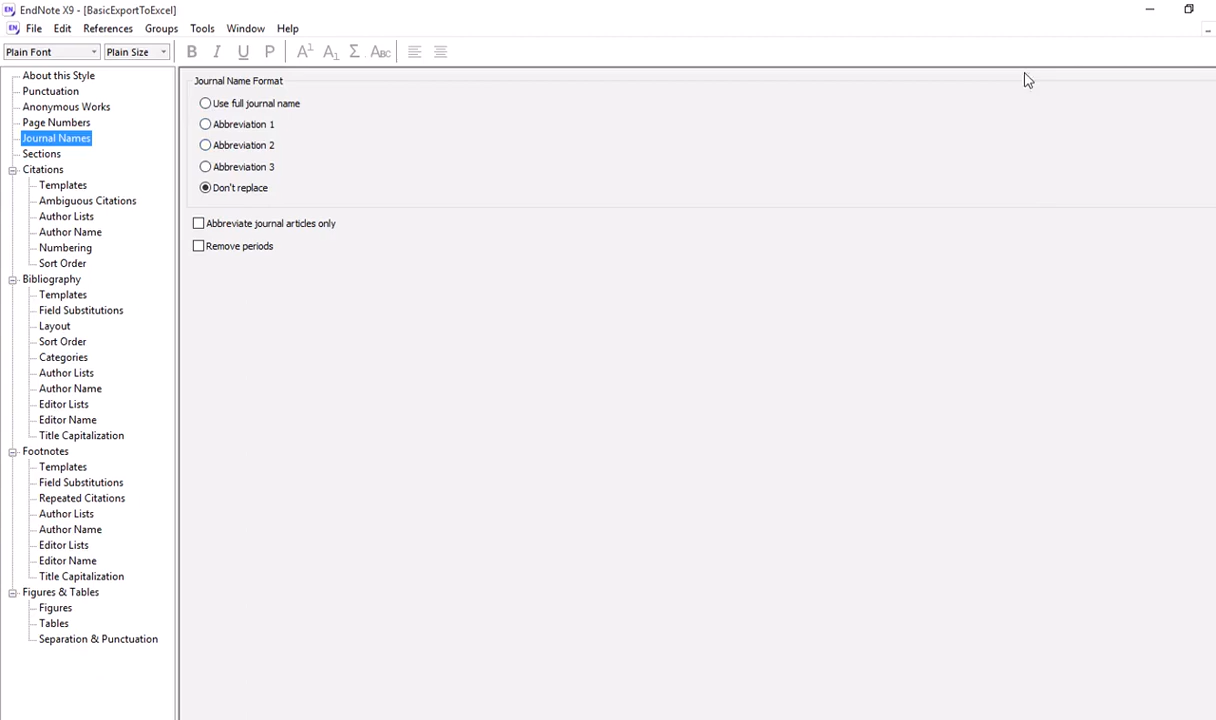 EndNote X9 - [BasicExportToExcel]
EN File Edit References Groups Tools Window Help
Plain Font Plain Size B I U P A1 A1 Σ ABC
About this Style
Punctuation
Anonymous Works
Page Numbers
Journal Names
Sections
Citations
Templates
Ambiguous Citations
Author Lists
Author Name
Numbering
Sort Order
Bibliography
Templates
Field Substitutions
Layout
Sort Order
Categories
Author Lists
Author Name
Editor Lists
Editor Name
Title Capitalization
Footnotes
Templates
Field Substitutions
Repeated Citations
Author Lists
Author Name
Editor Lists
Editor Name
Title Capitalization
Figures & Tables
Figures
Tables
Separation & Punctuation
Journal Name Format
Use full journal name
Abbreviation 1
Abbreviation 2
Abbreviation 3
Don't replace
Abbreviate journal articles only
Remove periods